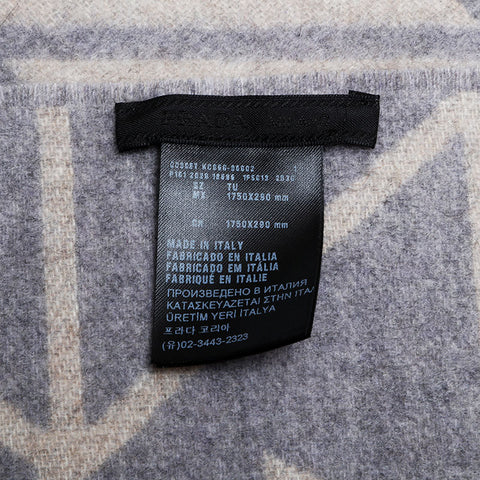 PRADA
SZ TU
MX 1750X290 mm
CN 1750X290 mm
MADE IN ITALY
FABRICADO EN ITALIA
FABRICADO EM ITÁLIA
FABRIQUÉ EN ITALIE
ПРОИЗВЕДЕНО В ИТАЛИЯ
ΚΑΤΑΣΚΕΥΑΖΕΤΑΙ ΣΤΗΝ ΙΤΑ
ÜRETİM YERİ İTALYA
프라다 코리아
(유)02-3443-2323